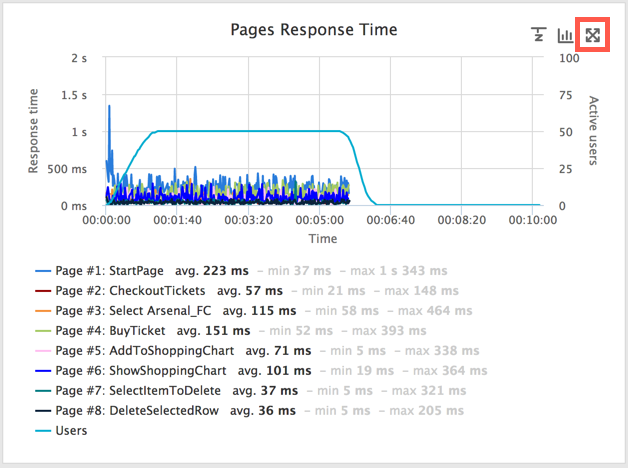 Pages Response Time
2 s
100
1.5 s
75
1 s
50
500 ms
25
0 ms
0
Response time
Active users
00:00:00 00:01:40 00:03:20 00:05:00 00:06:40 00:08:20 00:10:00
Time
Page #1: StartPage avg. 223 ms – min 37 ms – max 1 s 343 ms
Page #2: CheckoutTickets avg. 57 ms – min 21 ms – max 148 ms
Page #3: Select Arsenal_FC avg. 115 ms – min 58 ms – max 464 ms
Page #4: BuyTicket avg. 151 ms – min 52 ms – max 393 ms
Page #5: AddToShoppingChart avg. 71 ms – min 5 ms – max 338 ms
Page #6: ShowShoppingChart avg. 101 ms – min 19 ms – max 364 ms
Page #7: SelectItemToDelete avg. 37 ms – min 5 ms – max 321 ms
Page #8: DeleteSelectedRow avg. 36 ms – min 5 ms – max 205 ms
Users